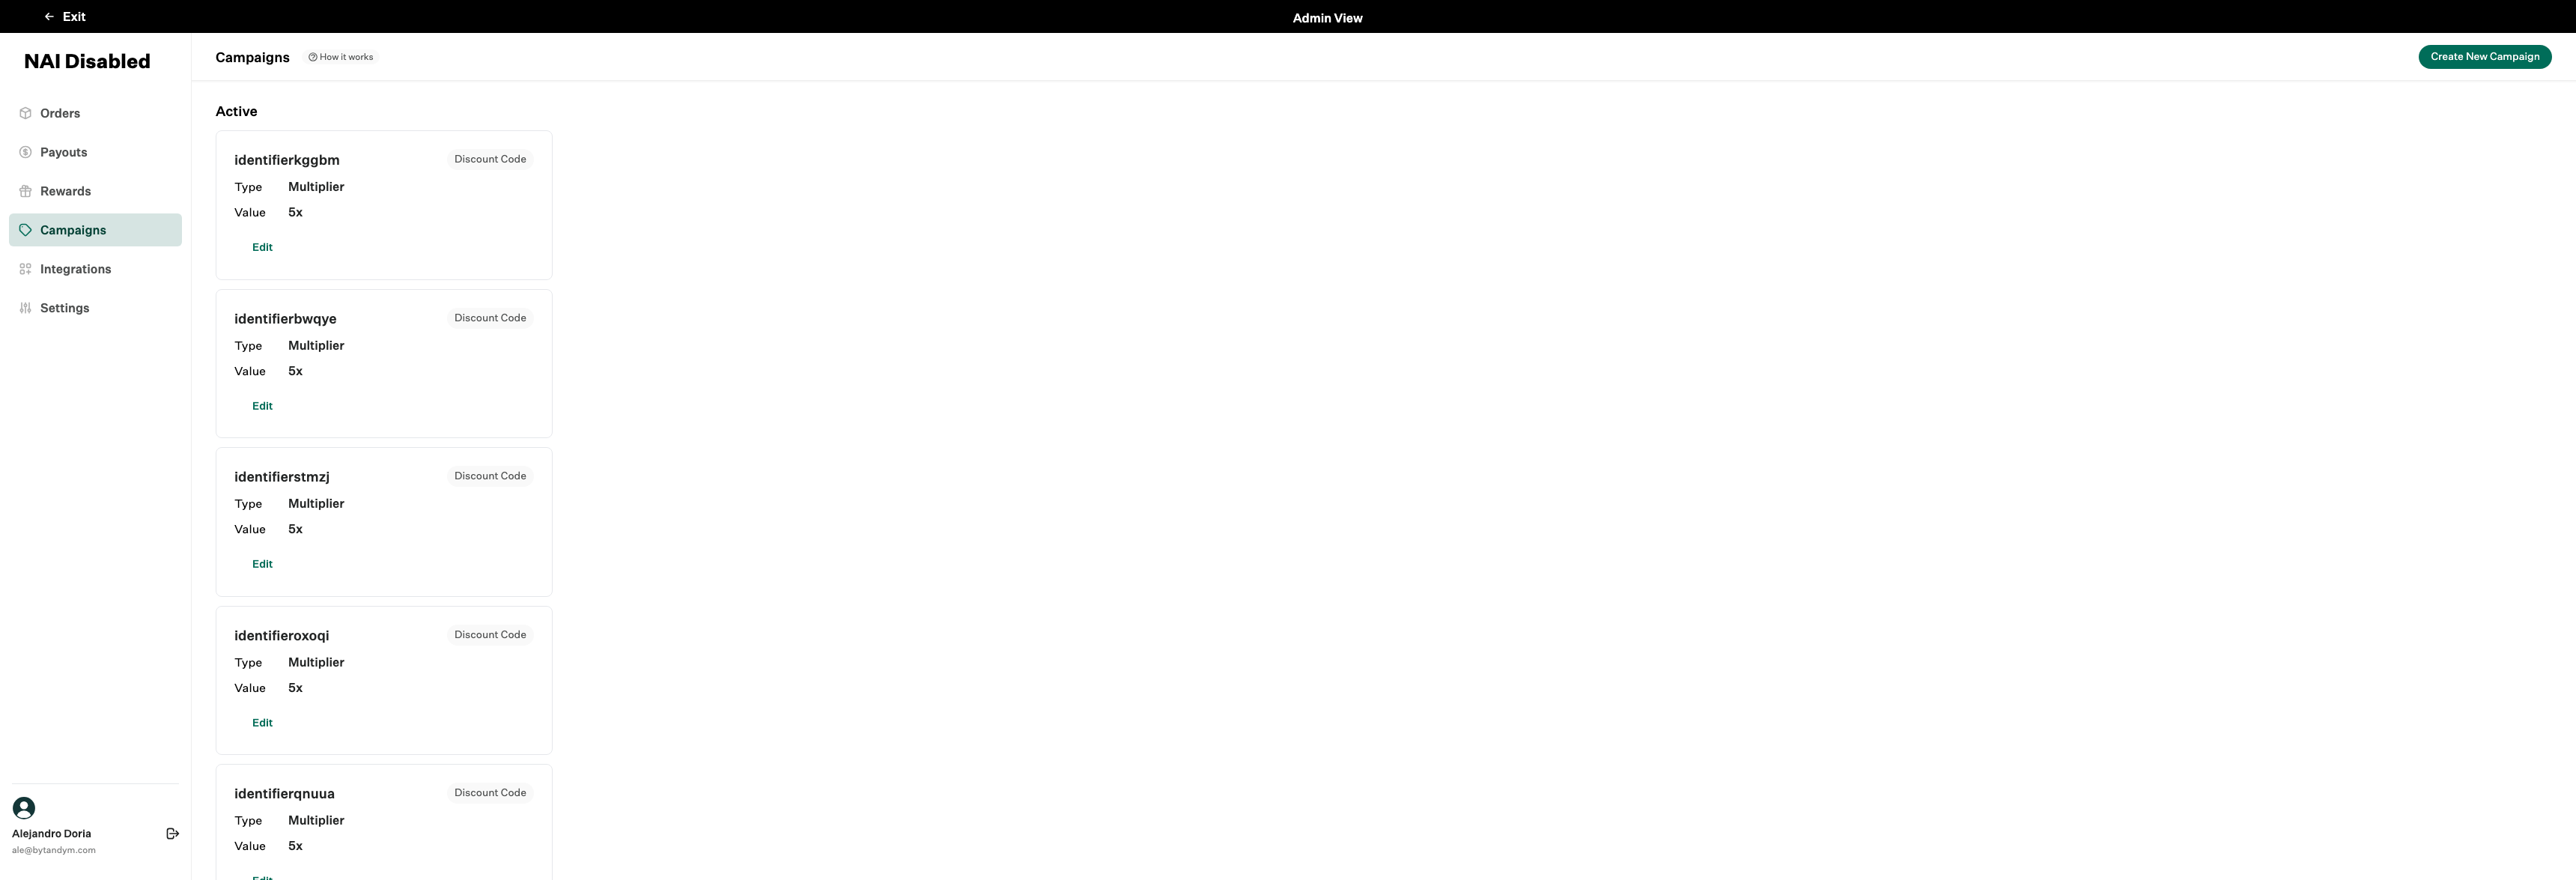 Exit
Admin View
NAI Disabled
Orders
Payouts
Rewards
Campaigns
Integrations
Settings
Alejandro Doria
ale@bytandym.com
Campaigns
How it works
Create New Campaign
Active
identifierkggbm Discount Code
Type Multiplier
Value 5x
Edit
identifierbwqye Discount Code
Type Multiplier
Value 5x
Edit
identifierstmzj Discount Code
Type Multiplier
Value 5x
Edit
identifieroxoqi Discount Code
Type Multiplier
Value 5x
Edit
identifierqnuua Discount Code
Type Multiplier
Value 5x
Edit